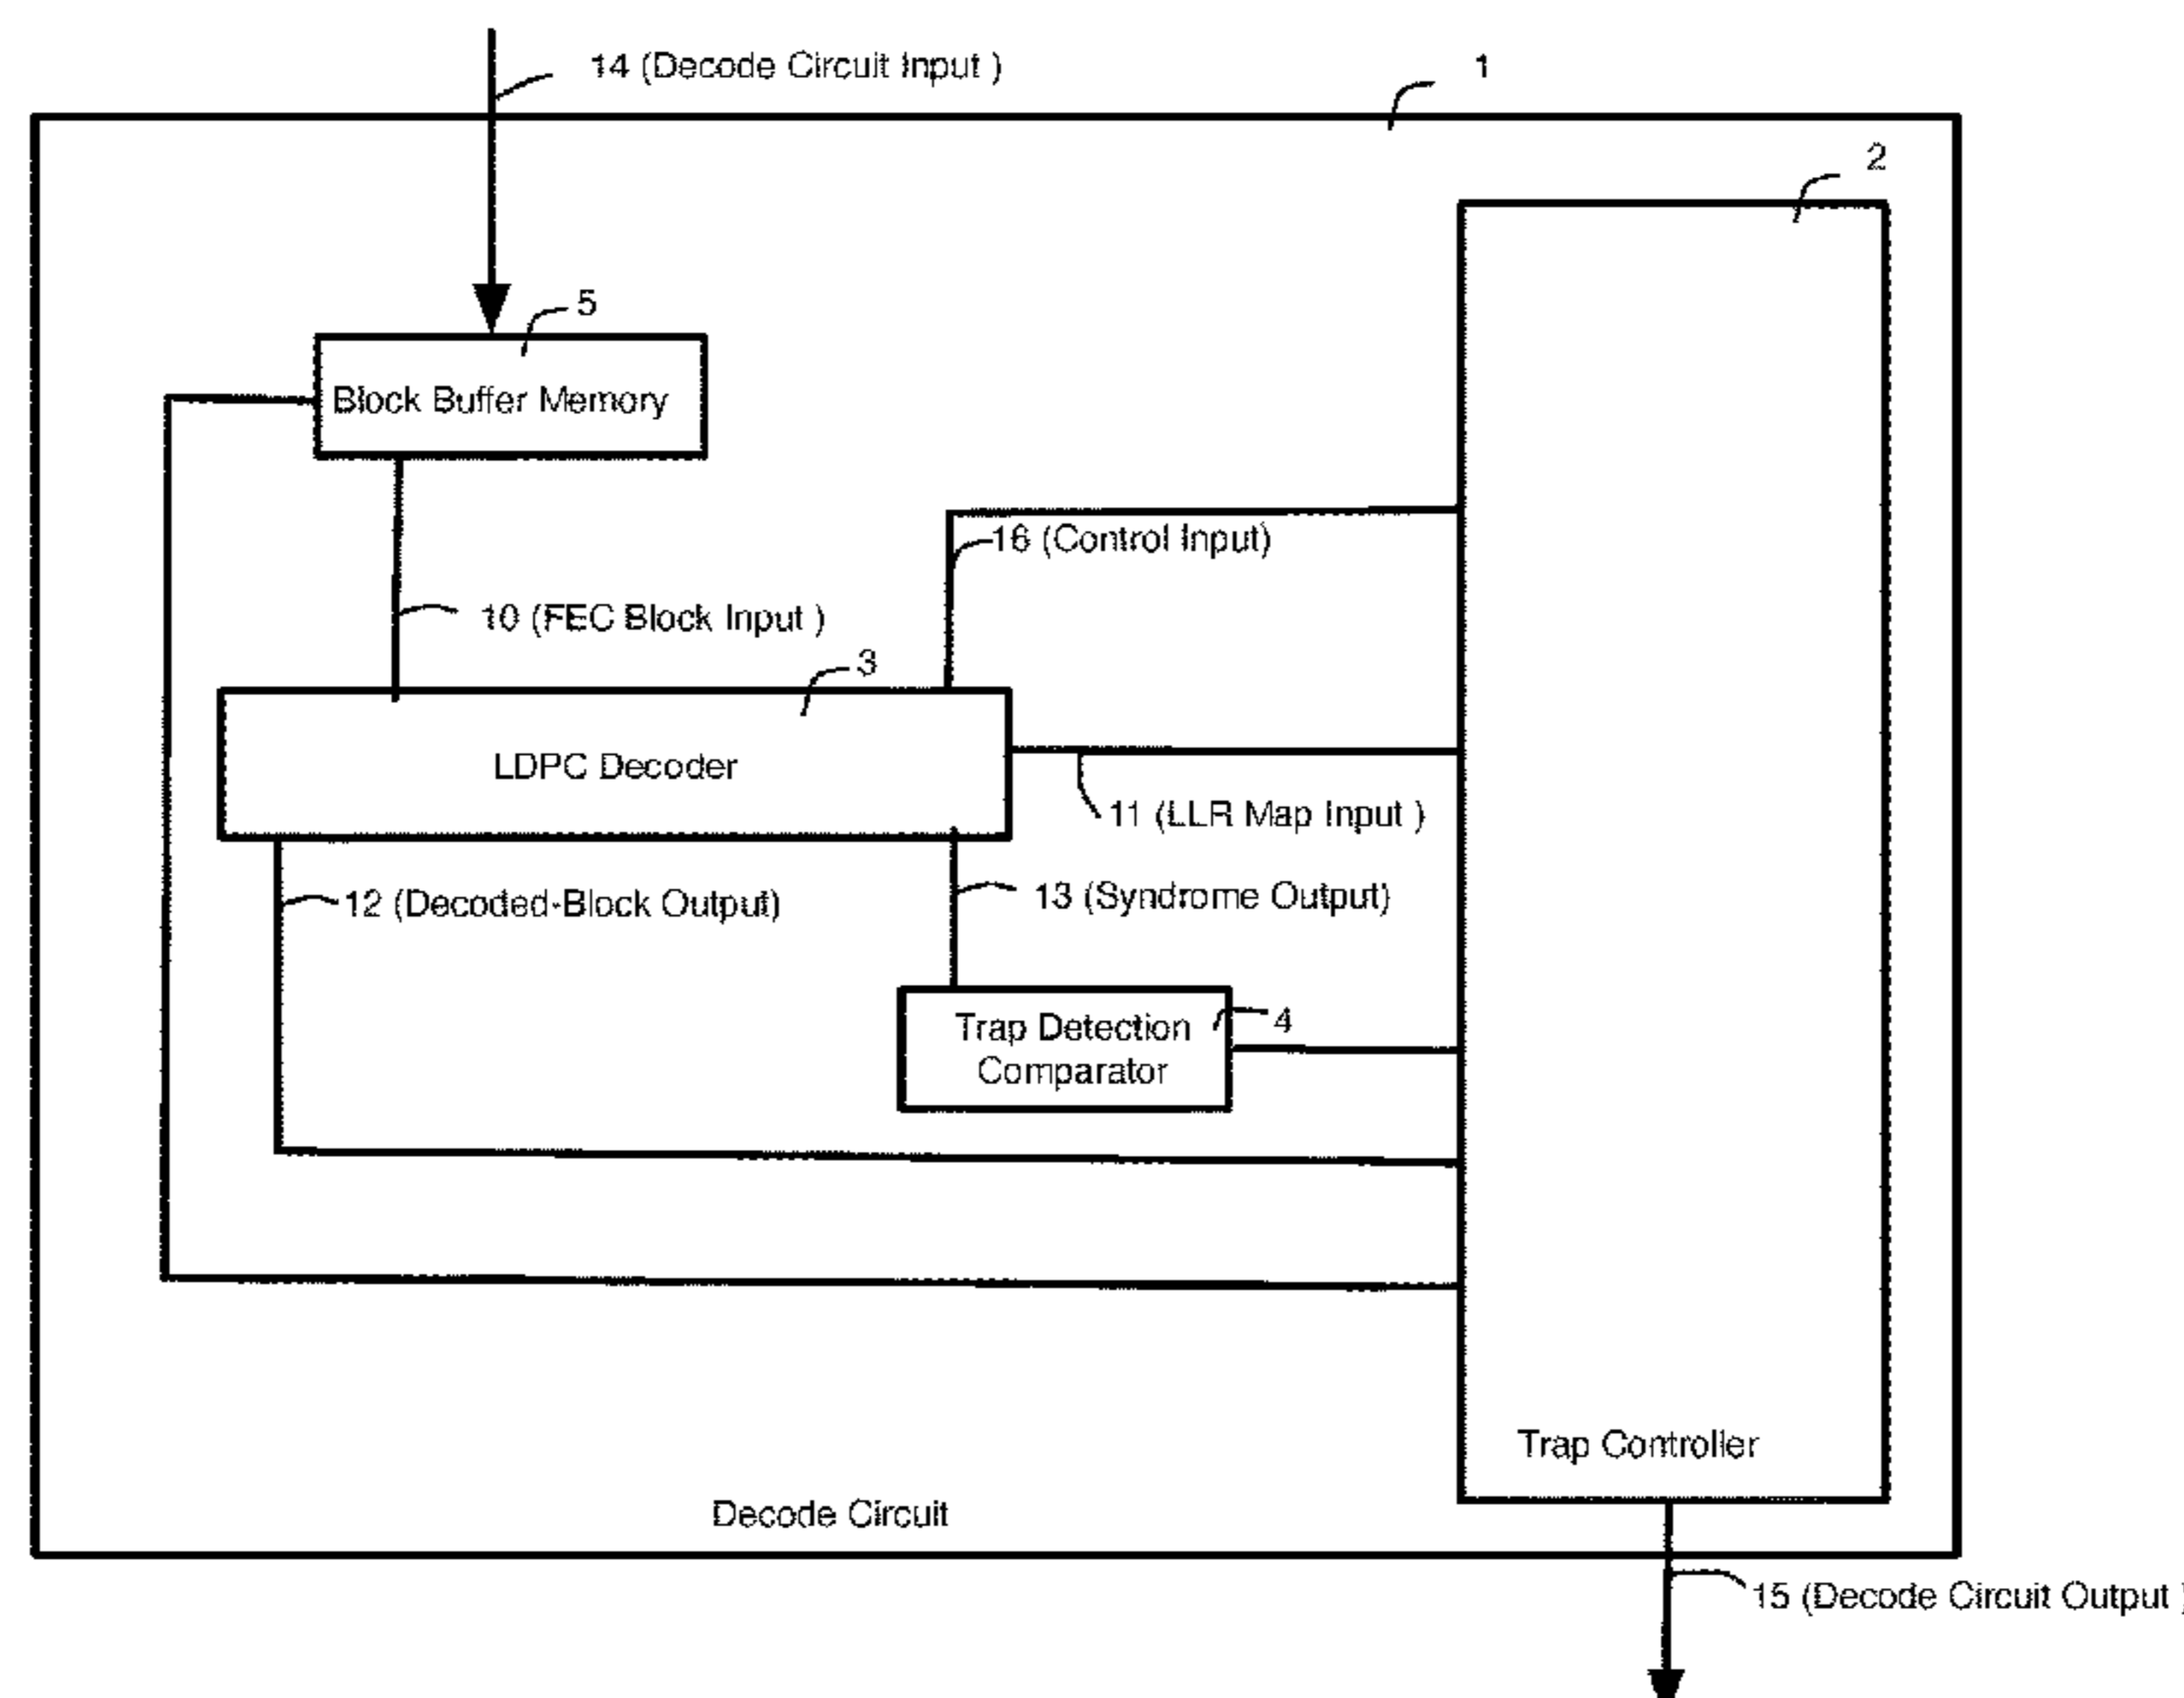 14 (Decode Circuit Input )
1
2
5
Block Buffer Memory
16 (Control Input)
10 (FEC Block Input )
3
LDPC Decoder
11 (LLR Map Input )
12 (Decoded-Block Output)
13 (Syndrome Output)
4
Trap Detection
Comparator
Trap Controller
Decode Circuit
15 (Decode Circuit Output )